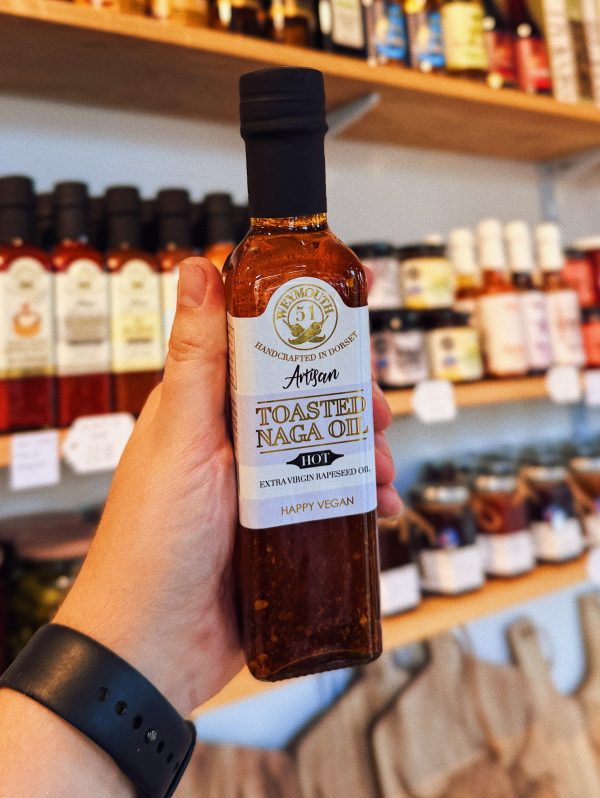 WEYMOUTH
51
HANDCRAFTED IN DORSET
Artisan
TOASTED
NAGA OIL
HOT
EXTRA VIRGIN RAPESEED OIL
HAPPY VEGAN